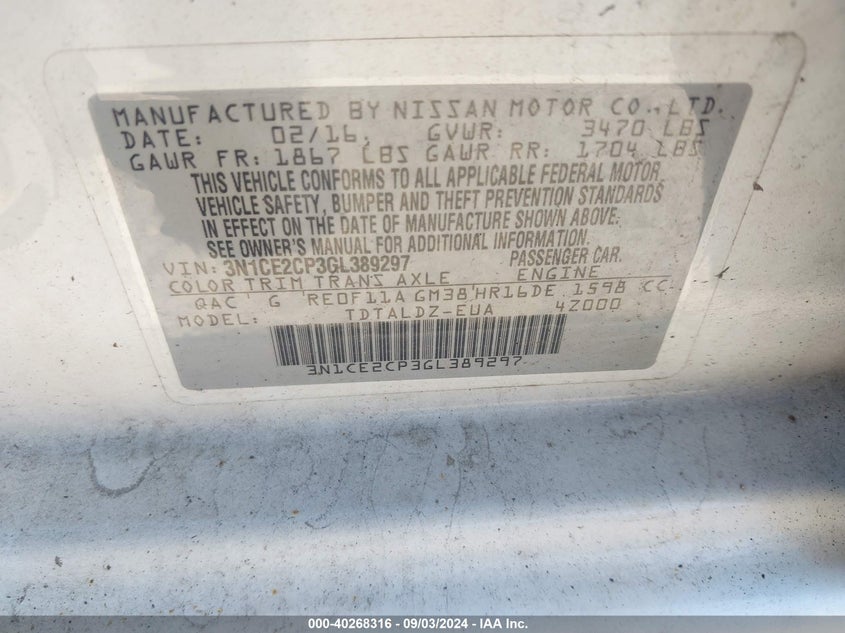 MANUFACTURED BY NISSAN MOTOR CO., LTD.
DATE: 02/16. GVWR: 3470 LBS
GAWR FR: 1867 LBS GAWR RR: 1704 LBS
THIS VEHICLE CONFORMS TO ALL APPLICABLE FEDERAL MOTOR
VEHICLE SAFETY, BUMPER AND THEFT PREVENTION STANDARDS
IN EFFECT ON THE DATE OF MANUFACTURE SHOWN ABOVE.
SEE OWNER'S MANUAL FOR ADDITIONAL INFORMATION.
VIN: 3N1CE2CP3GL389297 PASSENGER CAR.
COLOR TRIM TRANS AXLE ENGINE
QAC G RE0F11A GM38 HR16DE 1598 CC
MODEL: TDTALDZ-EUA 4Z000
3N1CE2CP3GL389297
000-40268316 - 09/03/2024 - IAA Inc.